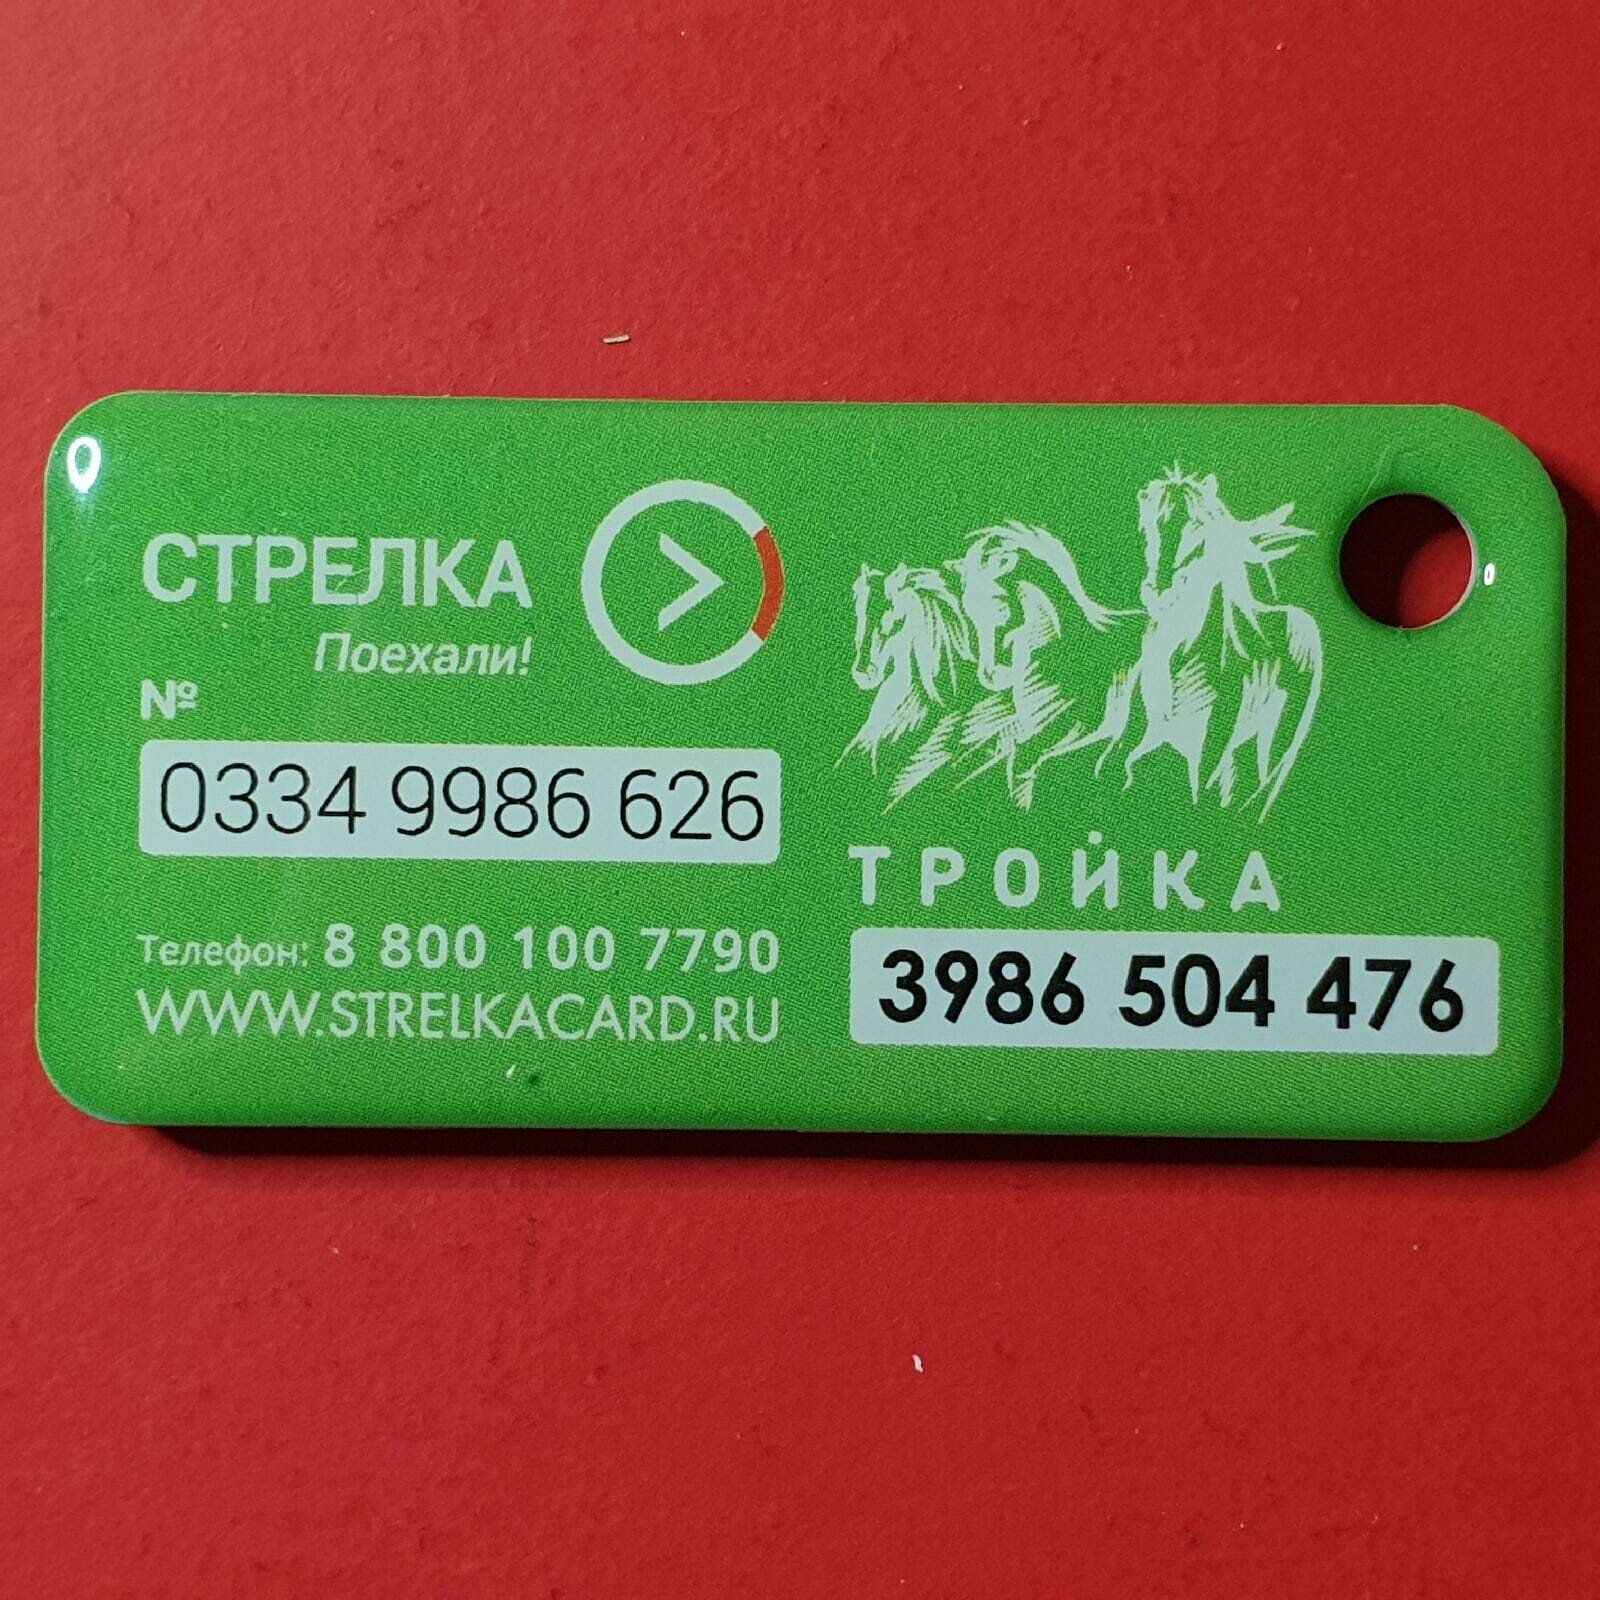 СТРЕЛКА
Поехали!
№
0334 9986 626
Телефон: 8 800 100 7790
WWW.STRELKACARD.RU
ТРОЙКА
3986 504 476